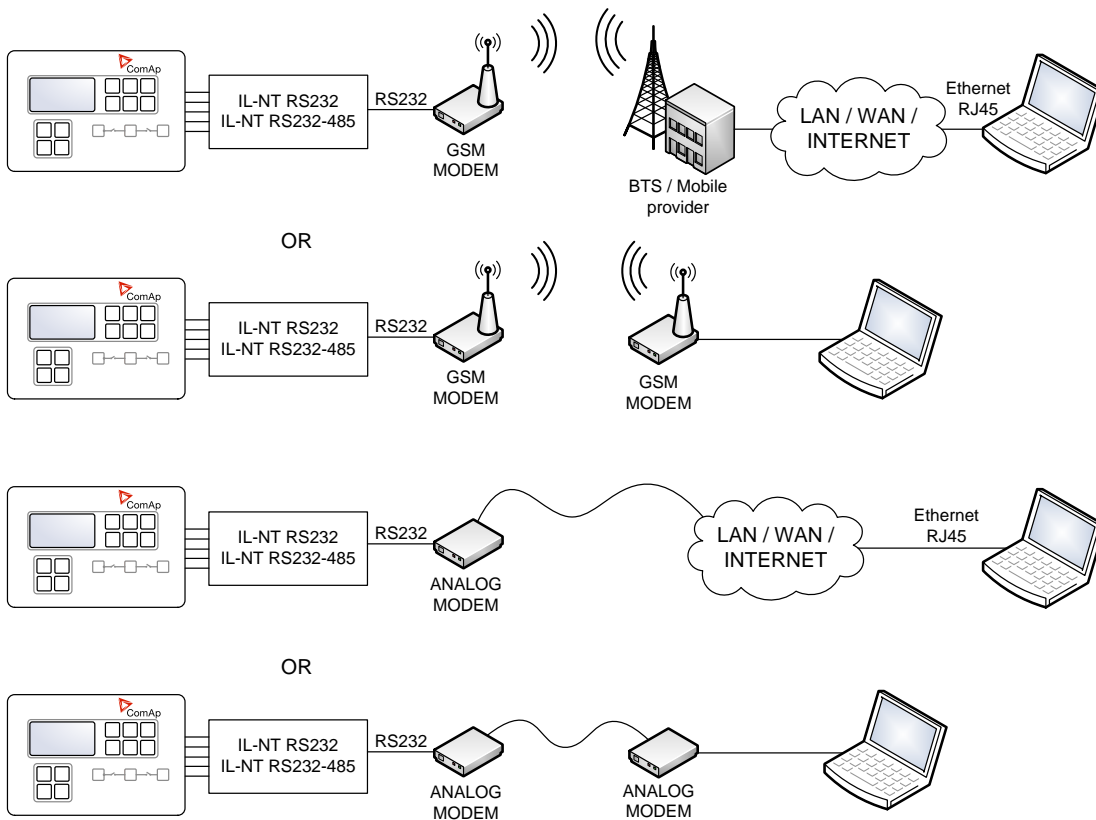 ComAp
IL-NT RS232
IL-NT RS232-485
RS232
GSM
MODEM
BTS / Mobile
provider
LAN / WAN /
INTERNET
Ethernet
RJ45
OR
ComAp
IL-NT RS232
IL-NT RS232-485
RS232
GSM
MODEM
GSM
MODEM
ComAp
IL-NT RS232
IL-NT RS232-485
RS232
ANALOG
MODEM
LAN / WAN /
INTERNET
Ethernet
RJ45
OR
ComAp
IL-NT RS232
IL-NT RS232-485
RS232
ANALOG
MODEM
ANALOG
MODEM